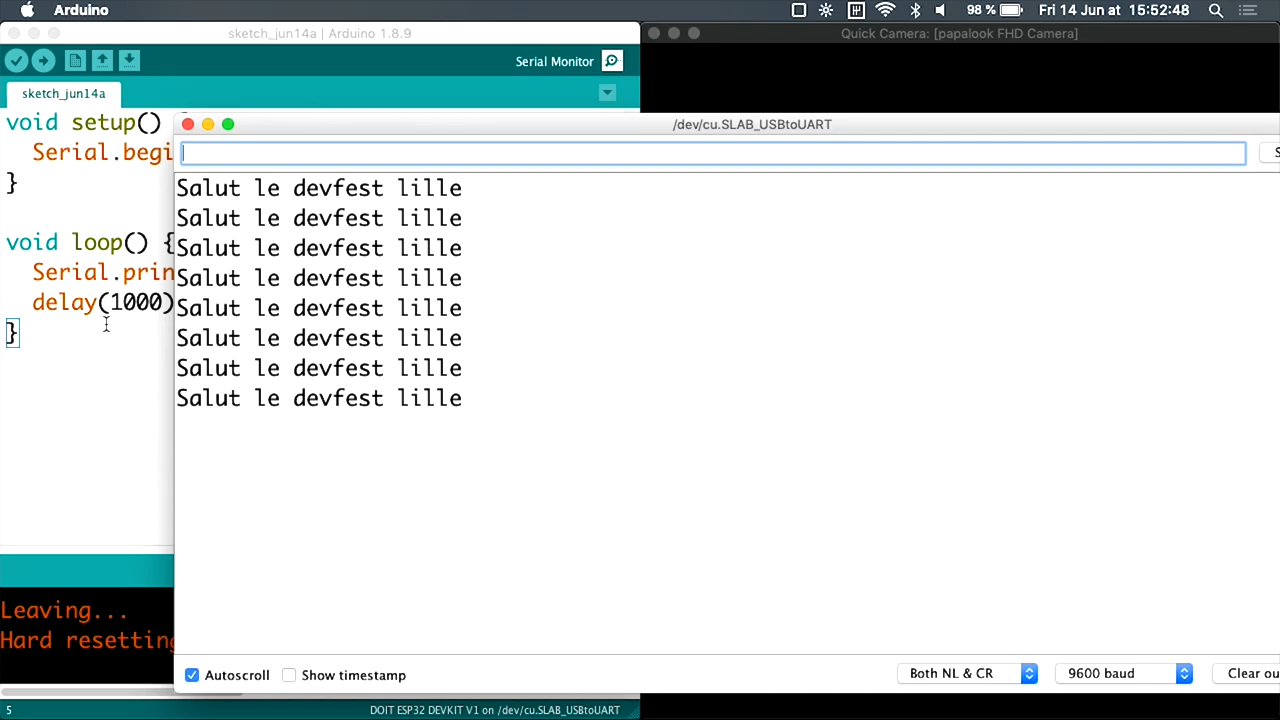 Arduino
98 %
Fri 14 Jun at 15:52:48
sketch_jun14a | Arduino 1.8.9
Quick Camera: [papalook FHD Camera]
Serial Monitor
sketch_jun14a
void setup() {
Serial.begi
}
void loop() {
Serial.prin
delay(1000)
}
/dev/cu.SLAB_USBtoUART
S
Salut le devfest lille
Salut le devfest lille
Salut le devfest lille
Salut le devfest lille
Salut le devfest lille
Salut le devfest lille
Salut le devfest lille
Salut le devfest lille
Leaving...
Hard resetting
Autoscroll
Show timestamp
Both NL & CR
9600 baud
Clear ou
5
DOIT ESP32 DEVKIT V1 on /dev/cu.SLAB_USBtoUART